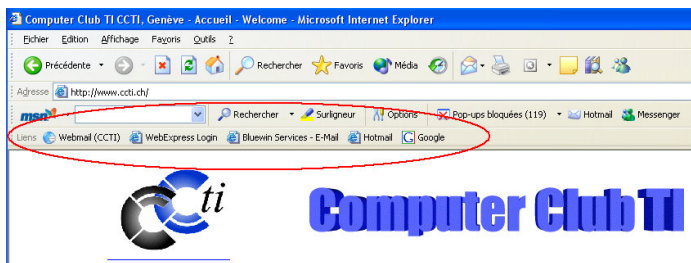 Computer Club TI CCTI, Genève - Accueil - Welcome - Microsoft Internet Explorer
Fichier Edition Affichage Favoris Outils ?
Précédente Rechercher Favoris Média
Adresse http://www.ccti.ch/
msn Rechercher Surligneur Options Pop-ups bloquées (119) Hotmail Messenger
Liens Webmail (CCTI) WebExpress Login Bluewin Services - E-Mail Hotmail Google
ti Computer Club TI